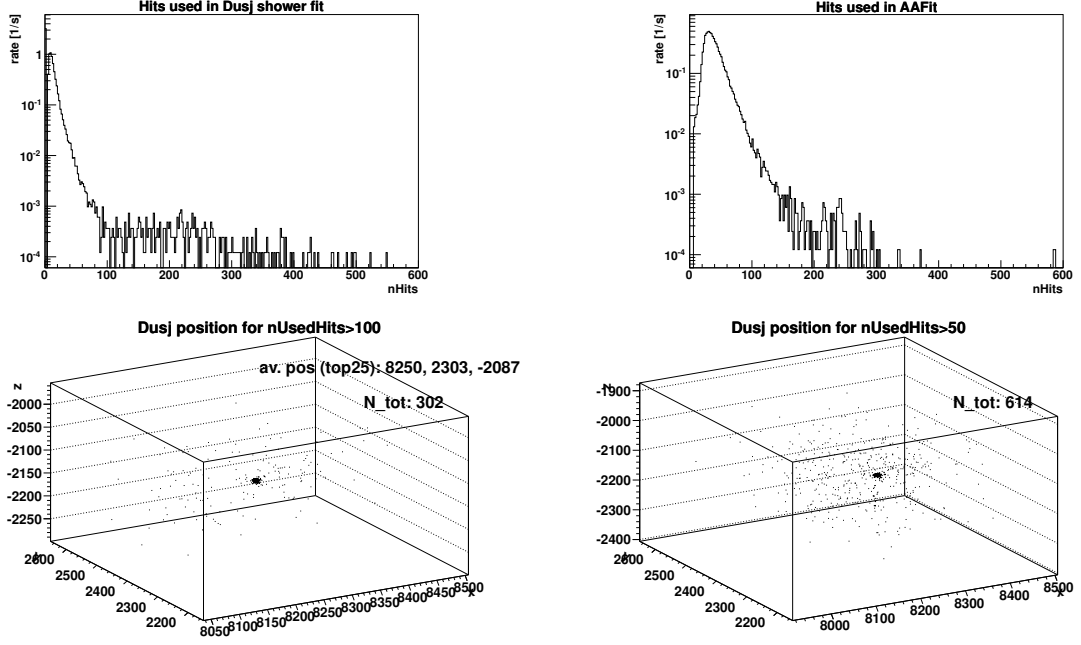 Hits used in Dusj shower fit
rate [1/s]
1
10-1
10-2
10-3
10-4
0 100 200 300 400 500 600
nHits
Hits used in AAFit
rate [1/s]
10-1
10-2
10-3
10-4
0 100 200 300 400 500 600
nHits
Dusj position for nUsedHits>100
av. pos (top25): 8250, 2303, -2087
N_tot: 302
z
-2000
-2050
-2100
-2150
-2200
-2250
2600
2500
2400
2300
2200
8050 8100 8150 8200 8250 8300 8350 8400 8450 8500
x
Dusj position for nUsedHits>50
N_tot: 614
z
-1900
-2000
-2100
-2200
-2300
-2400
2600
2500
2400
2300
2200
8000 8100 8200 8300 8400 8500
x